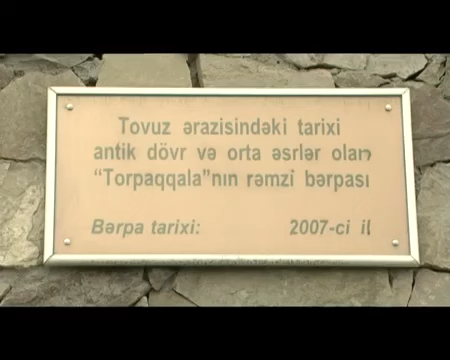 Tovuz ərazisindəki tarixi
antik dövr və orta əsrlər olan
“Torpaqqala”nın rəmzi bərpası
Bərpa tarixi: 2007-ci il